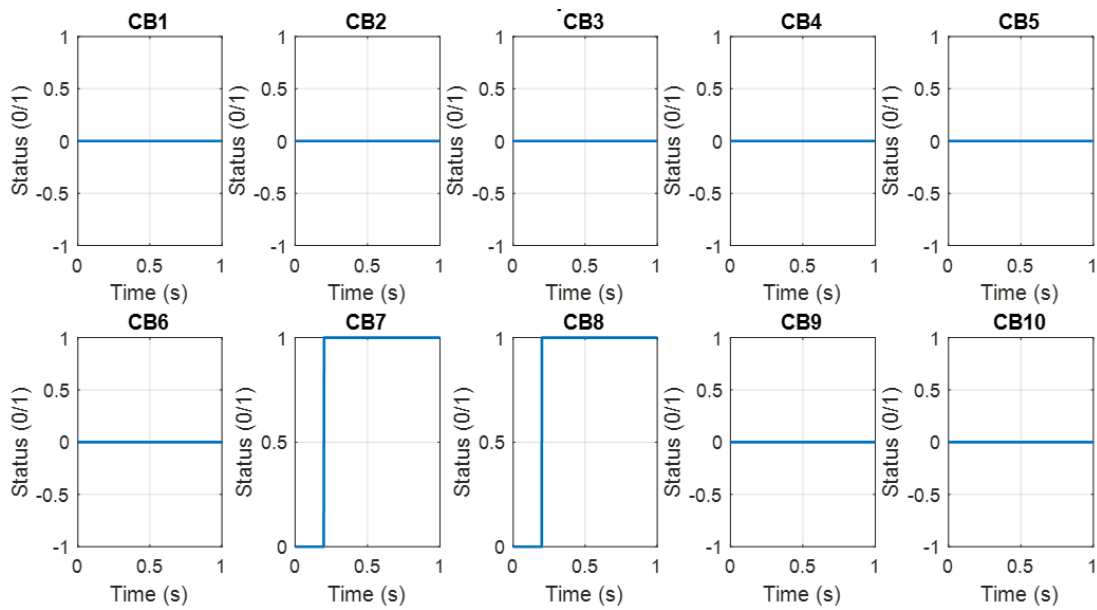 CB1 CB2 CB3 CB4 CB5
1 1 1 1 1
0.5 0.5 0.5 0.5 0.5
0 0 0 0 0
-0.5 -0.5 -0.5 -0.5 -0.5
-1 -1 -1 -1 -1
Status (0/1) Status (0/1) Status (0/1) Status (0/1) Status (0/1)
0 0.5 1 0 0.5 1 0 0.5 1 0 0.5 1 0 0.5 1
Time (s) Time (s) Time (s) Time (s) Time (s)
CB6 CB7 CB8 CB9 CB10
1 1 1 1 1
0.5 0.5 0.5
0 0.5 0.5 0 0
-0.5 -0.5 -0.5
-1 0 0 -1 -1
Status (0/1) Status (0/1) Status (0/1) Status (0/1) Status (0/1)
0 0.5 1 0 0.5 1 0 0.5 1 0 0.5 1 0 0.5 1
Time (s) Time (s) Time (s) Time (s) Time (s)